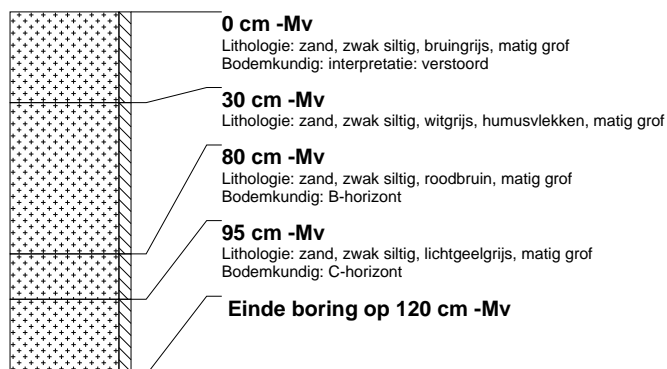 0 cm -Mv
Lithologie: zand, zwak siltig, bruingrijs, matig grof
Bodemkundig: interpretatie: verstoord
30 cm -Mv
Lithologie: zand, zwak siltig, witgrijs, humusvlekken, matig grof
80 cm -Mv
Lithologie: zand, zwak siltig, roodbruin, matig grof
Bodemkundig: B-horizont
95 cm -Mv
Lithologie: zand, zwak siltig, lichtgeelgrijs, matig grof
Bodemkundig: C-horizont
Einde boring op 120 cm -Mv